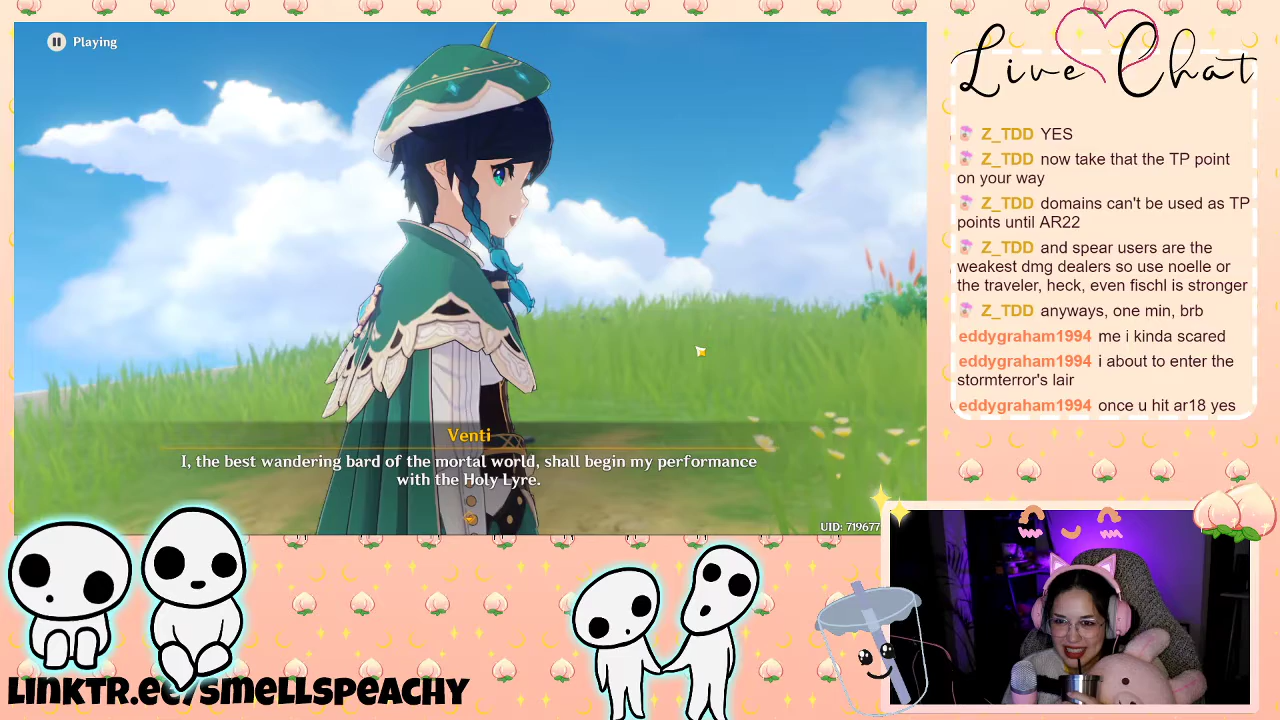 Playing
Venti
I, the best wandering bard of the mortal world, shall begin my performance
with the Holy Lyre.
UID: 719677
Live Chat
Z_TDD YES
Z_TDD now take that the TP point
on your way
Z_TDD domains can't be used as TP
points until AR22
Z_TDD and spear users are the
weakest dmg dealers so use noelle or
the traveler, heck, even fischl is stronger
Z_TDD anyways, one min, brb
eddygraham1994 me i kinda scared
eddygraham1994 i about to enter the
stormterror's lair
eddygraham1994 once u hit ar18 yes
linktr.ee/smellspeachy